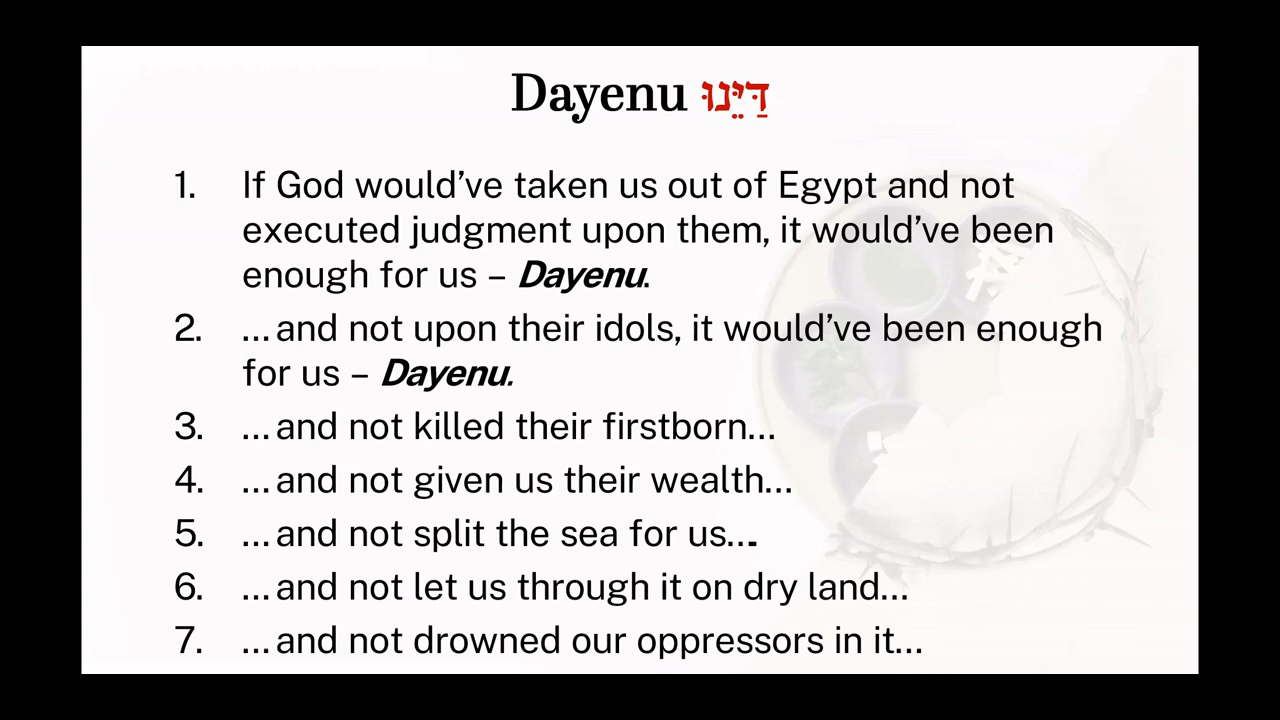 Dayenu דַּיֵּנוּ
1. If God would’ve taken us out of Egypt and not
executed judgment upon them, it would’ve been
enough for us – Dayenu.
2. ...and not upon their idols, it would’ve been enough
for us – Dayenu.
3. ...and not killed their firstborn...
4. ...and not given us their wealth...
5. ...and not split the sea for us...
6. ...and not let us through it on dry land...
7. ...and not drowned our oppressors in it...